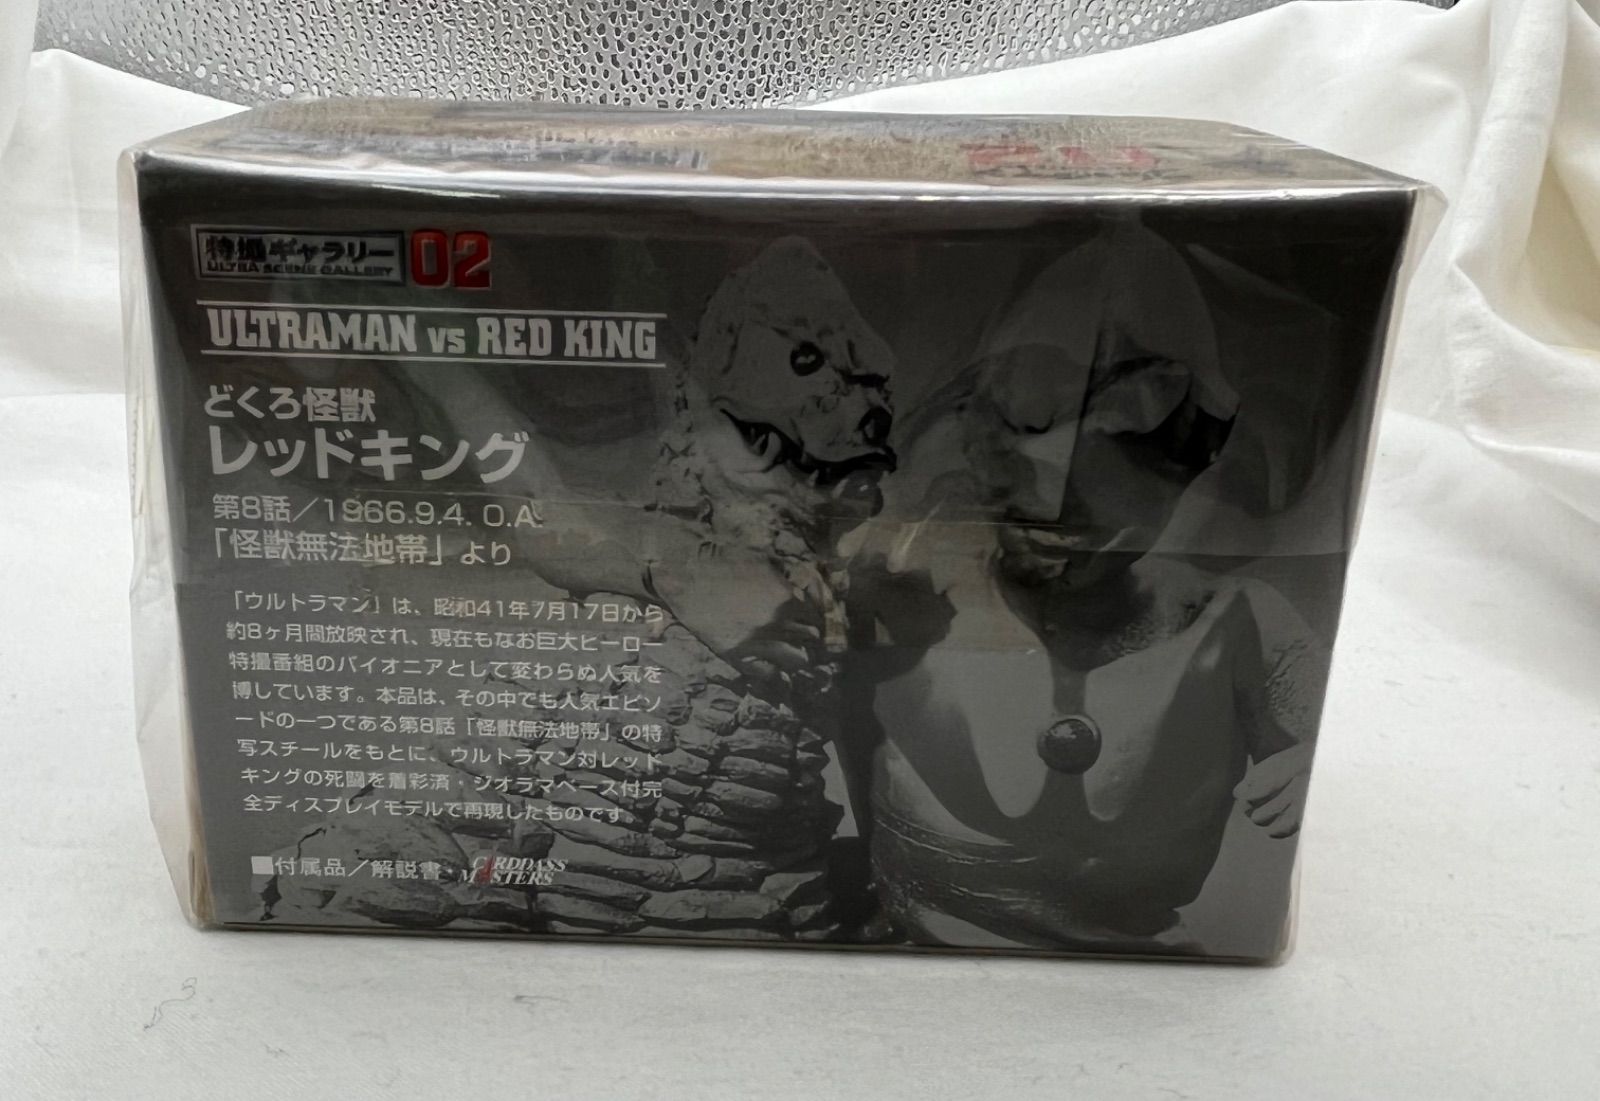 特撮ギャラリー 02
ULTRA SCENE GALLERY
ULTRAMAN vs RED KING
どくろ怪獣
レッドキング
第8話／1966.9.4. O.A.
「怪獣無法地帯」より
「ウルトラマン」は、昭和41年7月17日から
約8ヶ月間放映され、現在もなお巨大ヒーロー
特撮番組のパイオニアとして変わらぬ人気を
博しています。本品は、その中でも人気エピソ
ードの一つである第8話「怪獣無法地帯」の特
写スチールをもとに、ウルトラマン対レッド
キングの死闘を着彩済・ジオラマベース付完
全ディスプレイモデルで再現したものです。
■付属品／解説書・CARDDASS MASTERS